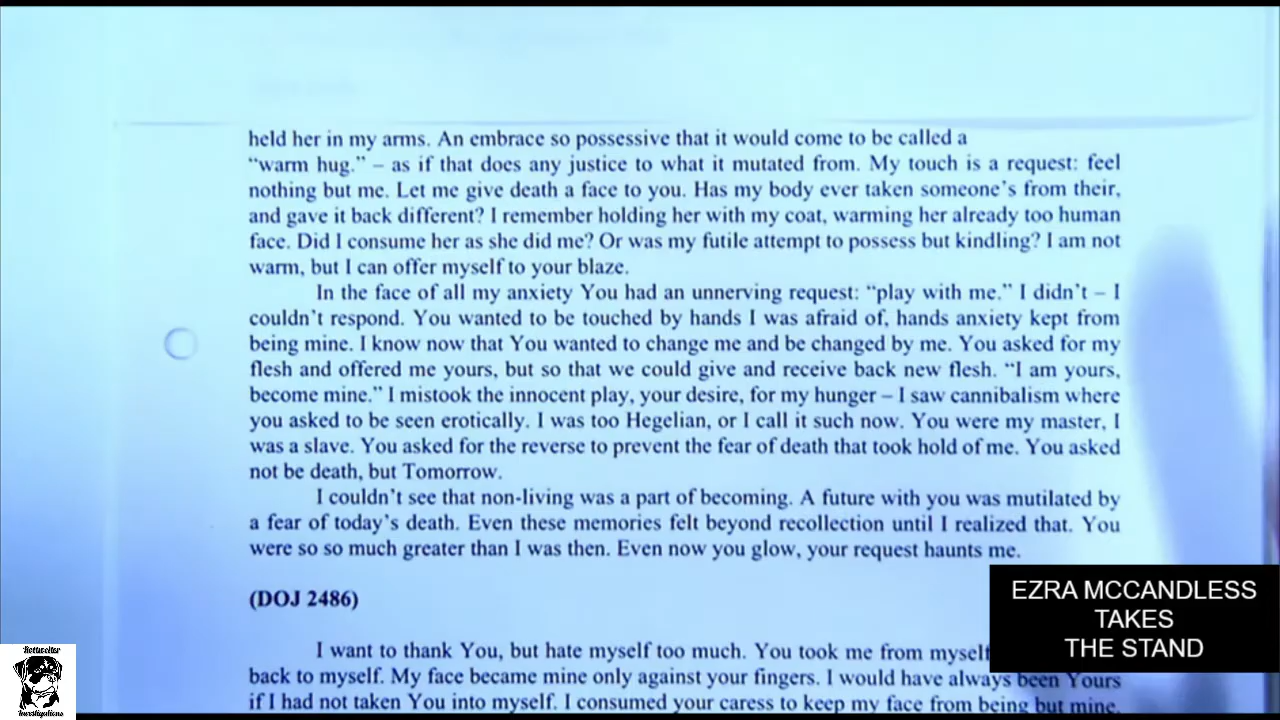 held her in my arms. An embrace so possessive that it would come to be called a
“warm hug.” – as if that does any justice to what it mutated from. My touch is a request: feel
nothing but me. Let me give death a face to you. Has my body ever taken someone’s from their,
and gave it back different? I remember holding her with my coat, warming her already too human
face. Did I consume her as she did me? Or was my futile attempt to possess but kindling? I am not
warm, but I can offer myself to your blaze.
In the face of all my anxiety You had an unnerving request: “play with me.” I didn’t – I
couldn’t respond. You wanted to be touched by hands I was afraid of, hands anxiety kept from
being mine. I know now that You wanted to change me and be changed by me. You asked for my
flesh and offered me yours, but so that we could give and receive back new flesh. “I am yours,
become mine.” I mistook the innocent play, your desire, for my hunger – I saw cannibalism where
you asked to be seen erotically. I was too Hegelian, or I call it such now. You were my master, I
was a slave. You asked for the reverse to prevent the fear of death that took hold of me. You asked
not be death, but Tomorrow.
I couldn’t see that non-living was a part of becoming. A future with you was mutilated by
a fear of today’s death. Even these memories felt beyond recollection until I realized that. You
were so so much greater than I was then. Even now you glow, your request haunts me.
(DOJ 2486)
I want to thank You, but hate myself too much. You took me from myself
back to myself. My face became mine only against your fingers. I would have always been Yours
if I had not taken You into myself. I consumed your caress to keep my face from being but mine.
EZRA MCCANDLESS
TAKES
THE STAND
Rottweiler
Investigations